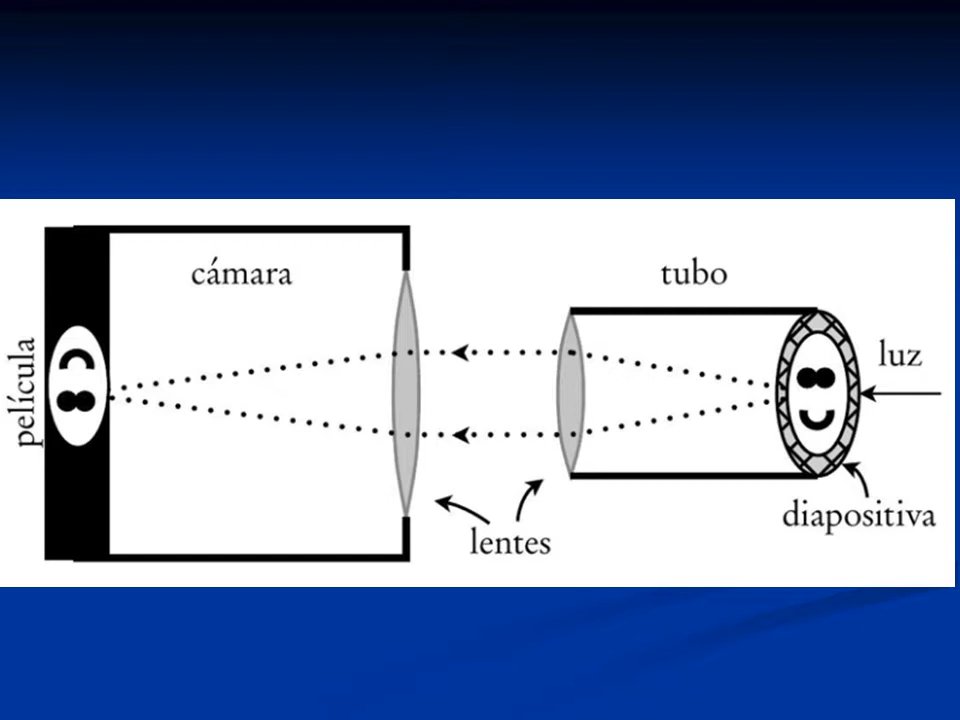 cámara
tubo
luz
película
diapositiva
lentes